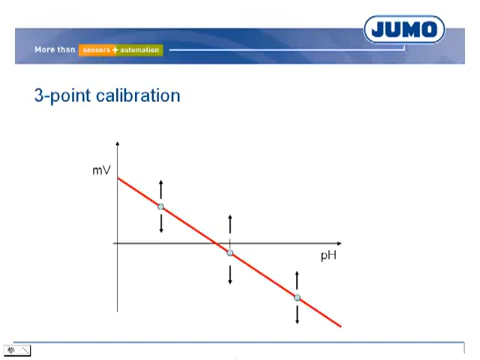 JUMO
More than sensors + automation
3-point calibration
mV
pH